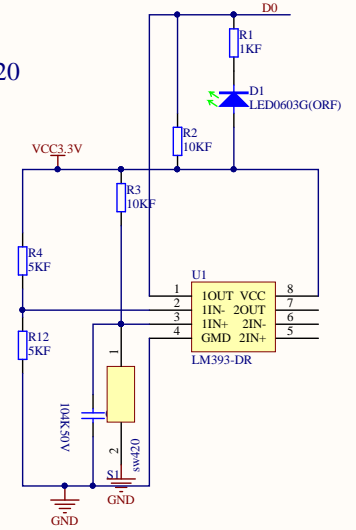 D0
R1
1KF
20
D1
LED0603G(ORF)
R2
10KF
VCC3.3V
R3
10KF
R4
5KF
U1
1 1OUT VCC 8
2 1IN- 2OUT 7
3 1IN+ 2IN- 6
4 GMD 2IN+ 5
LM393-DR
R12
5KF
1
104K50V
2
sw420
S1
GND
GND